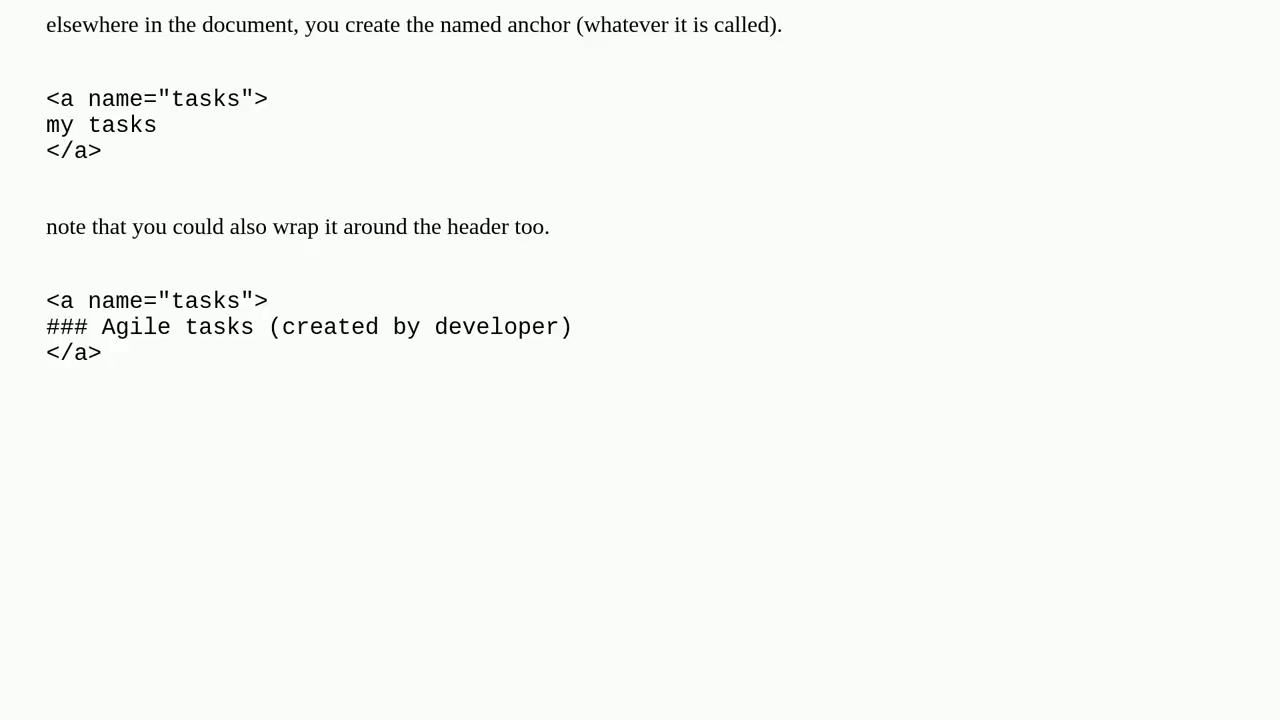 elsewhere in the document, you create the named anchor (whatever it is called).
<a name="tasks">
my tasks
</a>
note that you could also wrap it around the header too.
<a name="tasks">
### Agile tasks (created by developer)
</a>